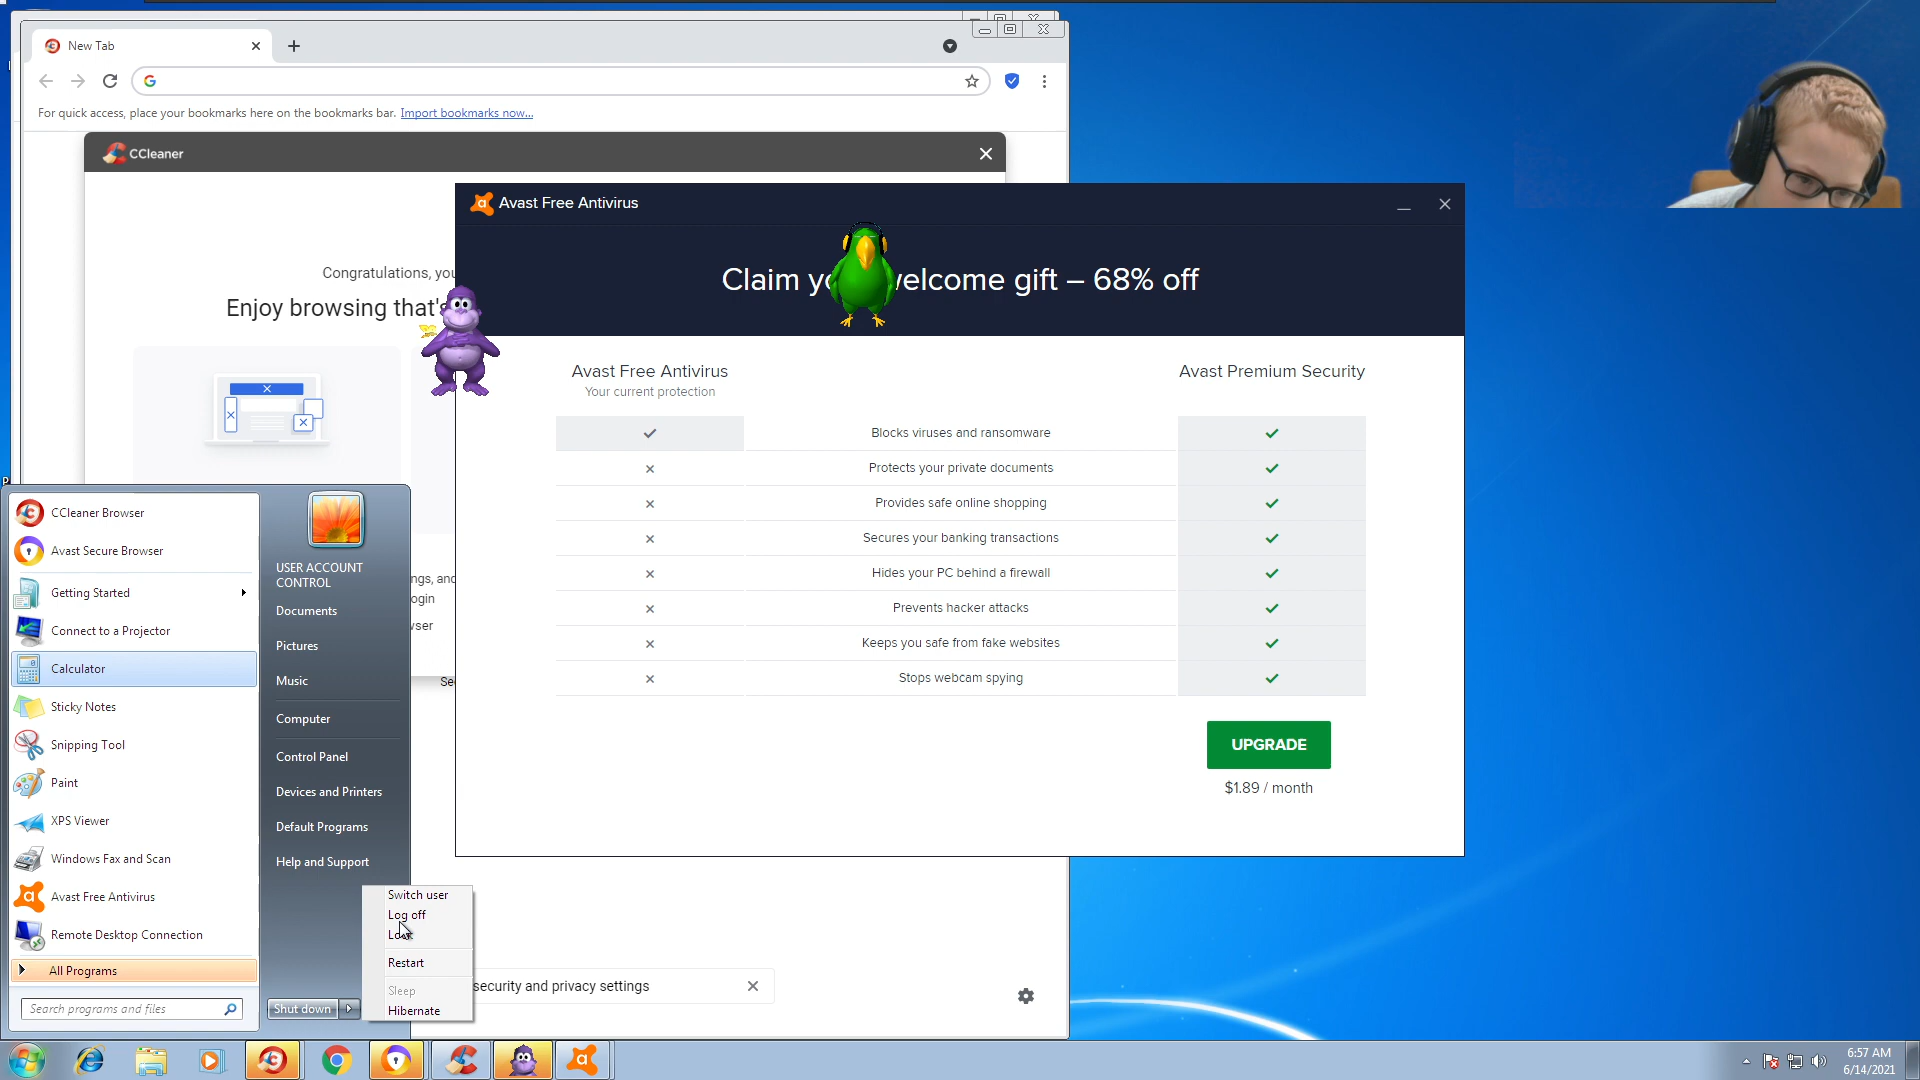 New Tab
For quick access, place your bookmarks here on the bookmarks bar. Import bookmarks now...
CCleaner
Avast Free Antivirus
Congratulations, you
Claim yo elcome gift – 68% off
Enjoy browsing that's
Avast Free Antivirus
Your current protection
Avast Premium Security
Blocks viruses and ransomware
Protects your private documents
Provides safe online shopping
Secures your banking transactions
Hides your PC behind a firewall
Prevents hacker attacks
Keeps you safe from fake websites
Stops webcam spying
UPGRADE
$1.89 / month
CCleaner Browser
Avast Secure Browser
Getting Started
Connect to a Projector
Calculator
Sticky Notes
Snipping Tool
Paint
XPS Viewer
Windows Fax and Scan
Avast Free Antivirus
Remote Desktop Connection
All Programs
Search programs and files
USER ACCOUNT
CONTROL
Documents
Pictures
Music
Computer
Control Panel
Devices and Printers
Default Programs
Help and Support
Shut down
ngs, and
ogin
wser
Se
Switch user
Log off
Restart
Sleep
Hibernate
security and privacy settings
6:57 AM
6/14/2021